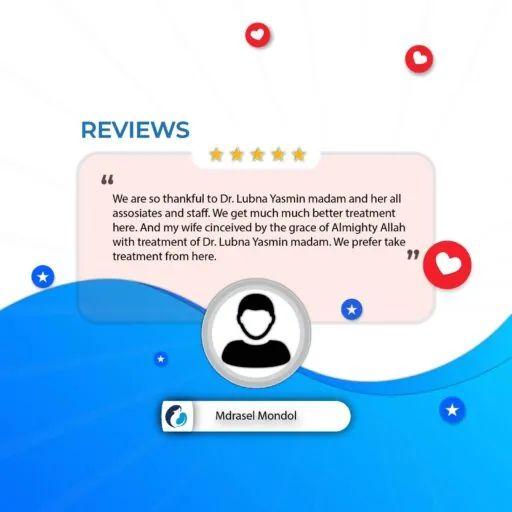 REVIEWS
“
We are so thankful to Dr. Lubna Yasmin madam and her all
assosiates and staff. We get much much better treatment
here. And my wife cinceived by the grace of Almighty Allah
with treatment of Dr. Lubna Yasmin madam. We prefer take
treatment from here.
”
Mdrasel Mondol